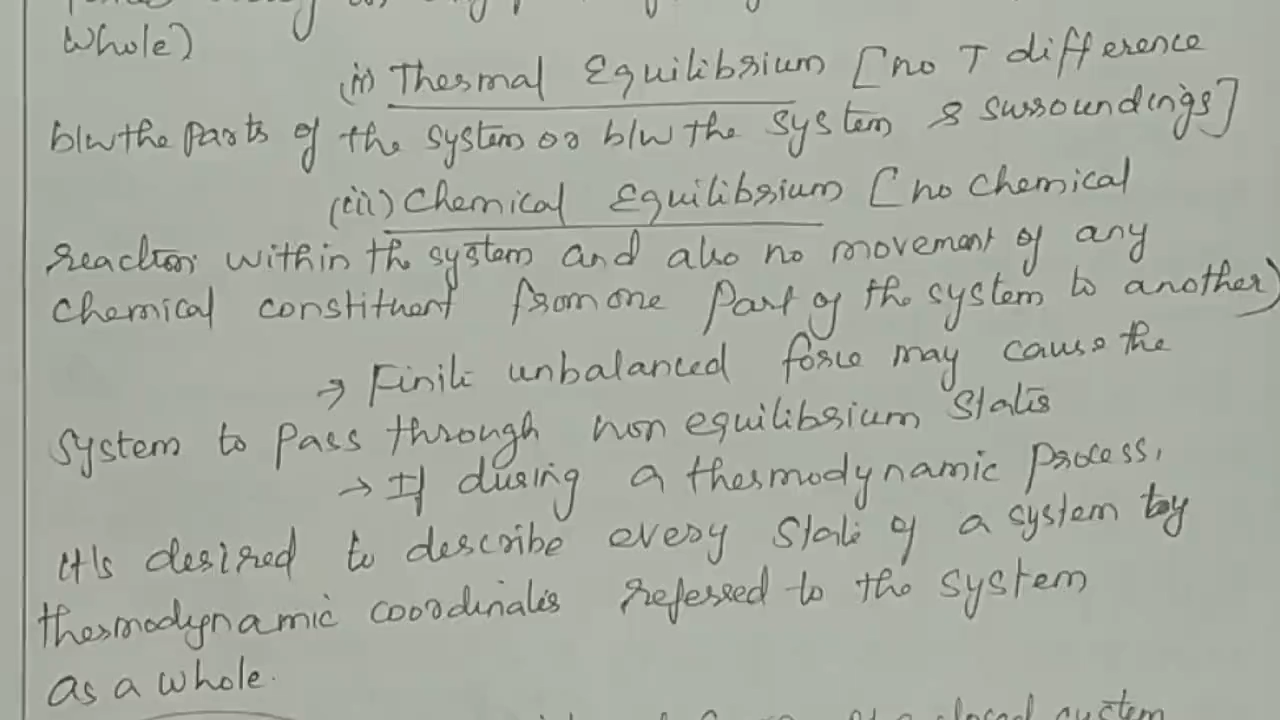 Whole)
(ii) Thermal Equilibrium [no T difference
b/w the parts of the system or b/w the system & surroundings]
(iii) Chemical Equilibrium [no chemical
reaction within the system and also no movement of any
chemical constituent from one part of the system to another)
→ Finite unbalanced force may cause the
system to pass through non equilibrium states
→ If during a thermodynamic process,
it's desired to describe every state of a system by
thermodynamic coordinates referred to the system
as a whole.
a closed system